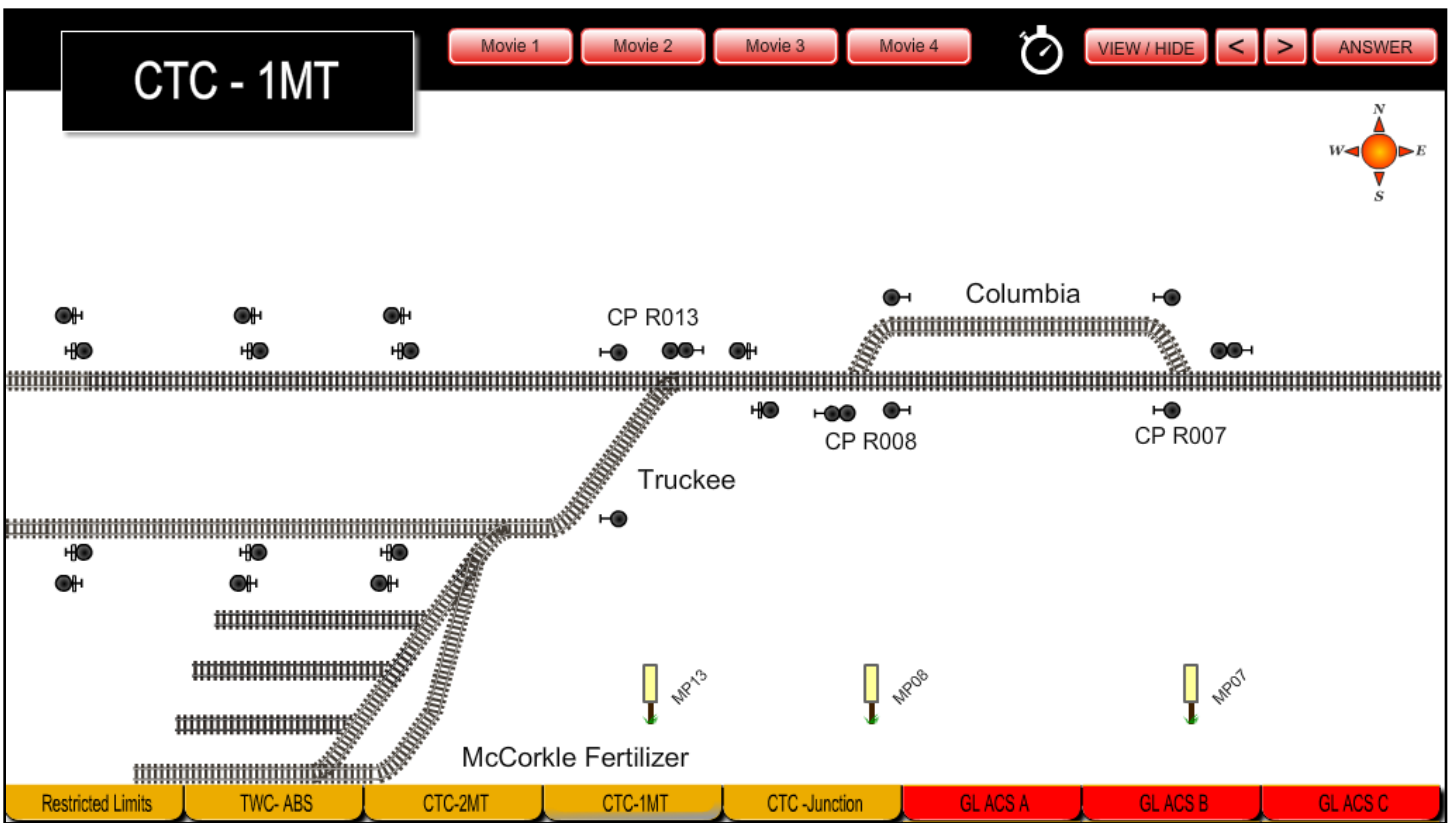 CTC - 1MT
Movie 1
Movie 2
Movie 3
Movie 4
VIEW / HIDE
<
>
ANSWER
N
W
E
S
Columbia
CP R013
CP R008
CP R007
Truckee
MP13
MP08
MP07
McCorkle Fertilizer
Restricted Limits
TWC- ABS
CTC-2MT
CTC-1MT
CTC -Junction
GL ACS A
GL ACS B
GL ACS C